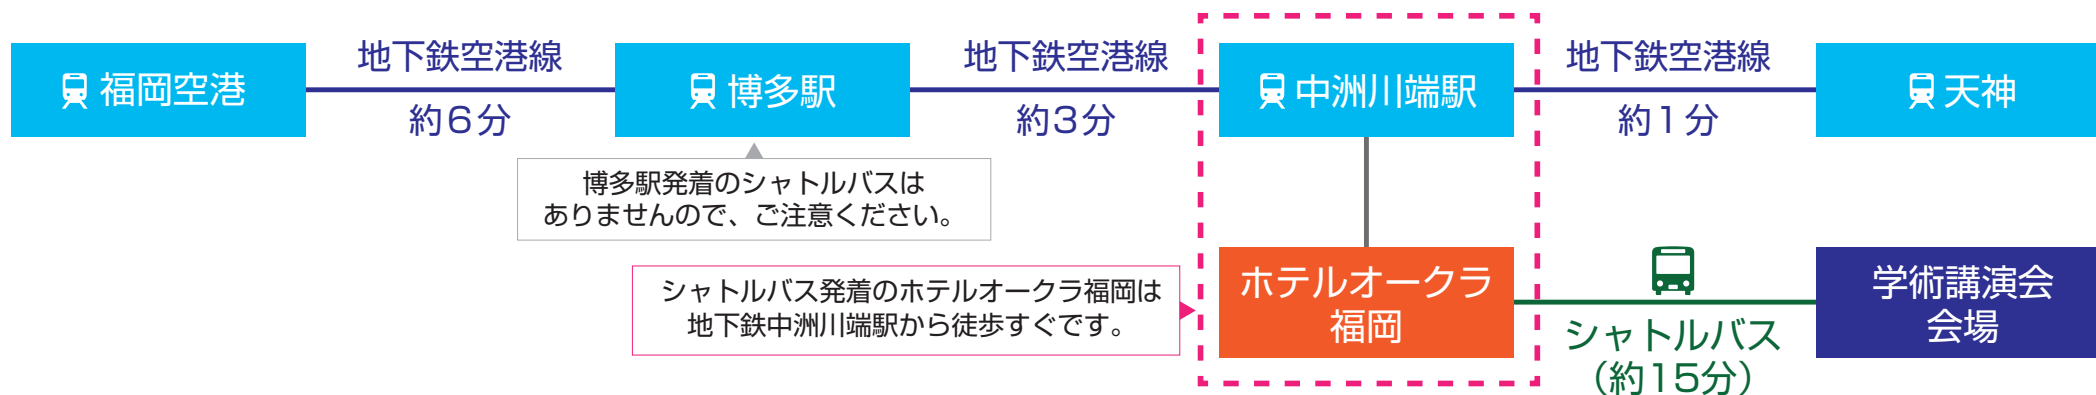 福岡空港
地下鉄空港線
約6分
博多駅
地下鉄空港線
約3分
中洲川端駅
地下鉄空港線
約1分
天神
博多駅発着のシャトルバスは
ありませんので、ご注意ください。
シャトルバス発着のホテルオークラ福岡は
地下鉄中洲川端駅から徒歩すぐです。
ホテルオークラ
福岡
シャトルバス
（約15分）
学術講演会
会場